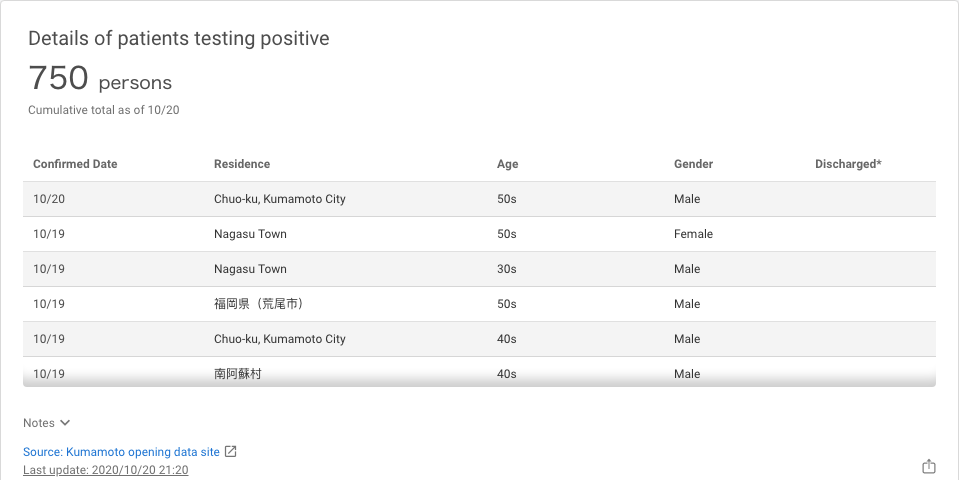 Details of patients testing positive
750 persons
Cumulative total as of 10/20
Confirmed Date Residence Age Gender Discharged*
10/20 Chuo-ku, Kumamoto City 50s Male
10/19 Nagasu Town 50s Female
10/19 Nagasu Town 30s Male
10/19 福岡県（荒尾市） 50s Male
10/19 Chuo-ku, Kumamoto City 40s Male
10/19 南阿蘇村 40s Male
Notes
Source: Kumamoto opening data site
Last update: 2020/10/20 21:20